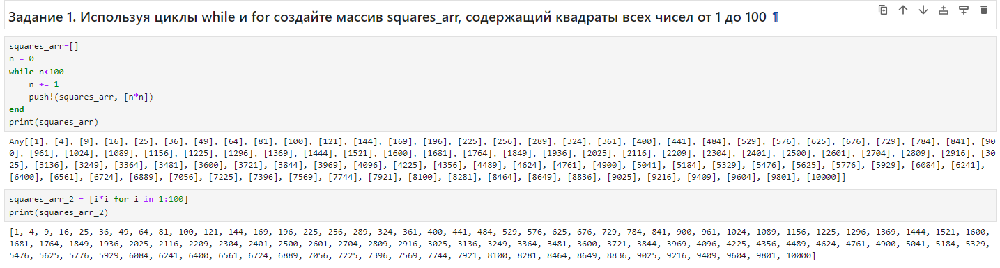 Задание 1. Используя циклы while и for создайте массив squares_arr, содержащий квадраты всех чисел от 1 до 100 ¶
squares_arr=[]
n = 0
while n<100
    n += 1
    push!(squares_arr, [n*n])
end
print(squares_arr)
Any[[1], [4], [9], [16], [25], [36], [49], [64], [81], [100], [121], [144], [169], [196], [225], [256], [289], [324], [361], [400], [441], [484], [529], [576], [625], [676], [729], [784], [841], [90
0], [961], [1024], [1089], [1156], [1225], [1296], [1369], [1444], [1521], [1600], [1681], [1764], [1849], [1936], [2025], [2116], [2209], [2304], [2401], [2500], [2601], [2704], [2809], [2916], [30
25], [3136], [3249], [3364], [3481], [3600], [3721], [3844], [3969], [4096], [4225], [4356], [4489], [4624], [4761], [4900], [5041], [5184], [5329], [5476], [5625], [5776], [5929], [6084], [6241],
[6400], [6561], [6724], [6889], [7056], [7225], [7396], [7569], [7744], [7921], [8100], [8281], [8464], [8649], [8836], [9025], [9216], [9409], [9604], [9801], [10000]]
squares_arr_2 = [i*i for i in 1:100]
print(squares_arr_2)
[1, 4, 9, 16, 25, 36, 49, 64, 81, 100, 121, 144, 169, 196, 225, 256, 289, 324, 361, 400, 441, 484, 529, 576, 625, 676, 729, 784, 841, 900, 961, 1024, 1089, 1156, 1225, 1296, 1369, 1444, 1521, 1600,
1681, 1764, 1849, 1936, 2025, 2116, 2209, 2304, 2401, 2500, 2601, 2704, 2809, 2916, 3025, 3136, 3249, 3364, 3481, 3600, 3721, 3844, 3969, 4096, 4225, 4356, 4489, 4624, 4761, 4900, 5041, 5184, 5329,
5476, 5625, 5776, 5929, 6084, 6241, 6400, 6561, 6724, 6889, 7056, 7225, 7396, 7569, 7744, 7921, 8100, 8281, 8464, 8649, 8836, 9025, 9216, 9409, 9604, 9801, 10000]